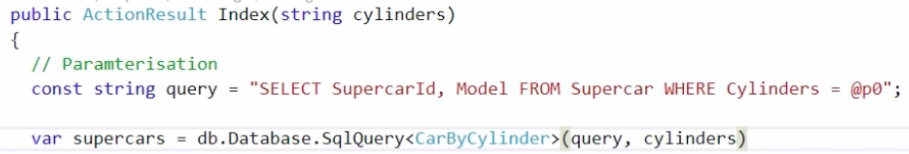 public ActionResult Index(string cylinders)
{
// Paramterisation
const string query = "SELECT SupercarId, Model FROM Supercar WHERE Cylinders = @p0";
var supercars = db.Database.SqlQuery<CarByCylinder>(query, cylinders)